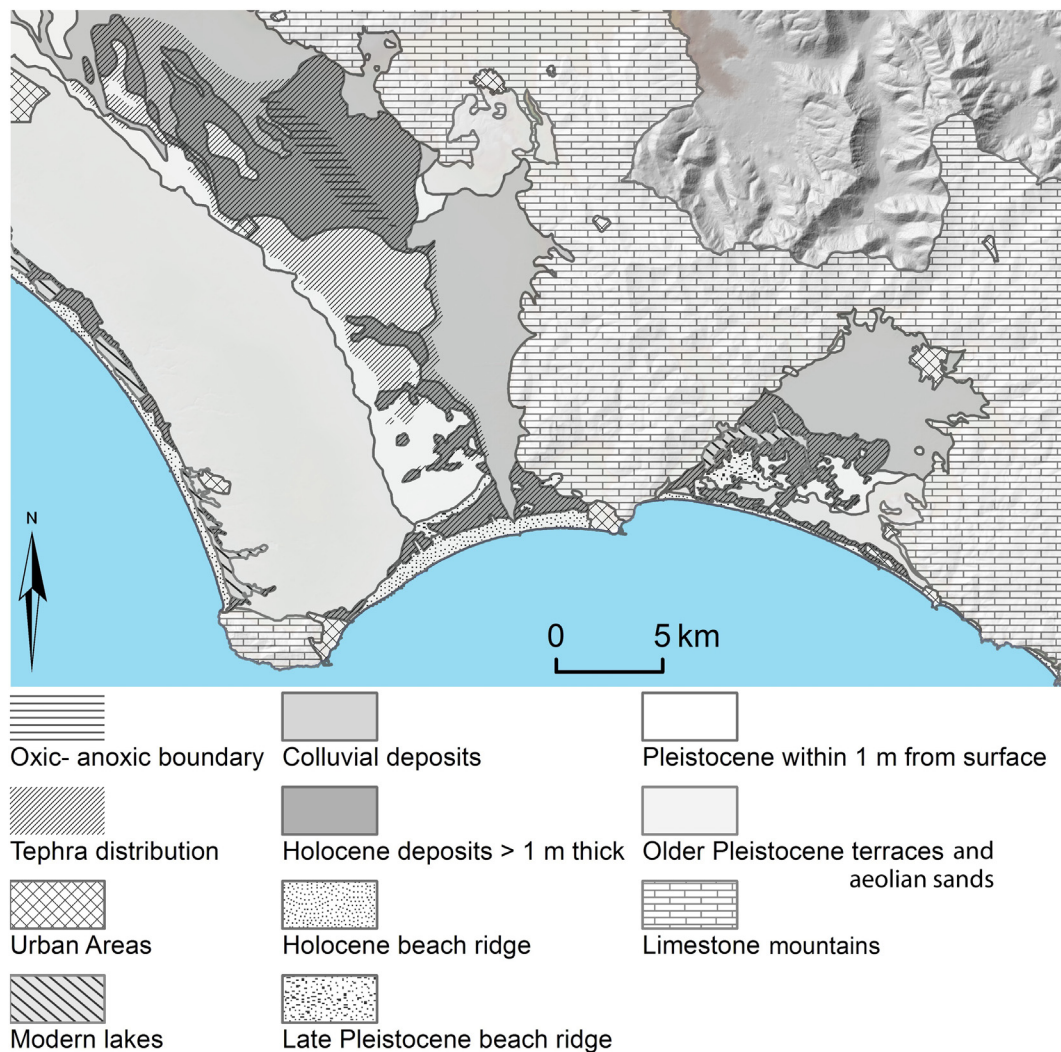 N
0 5 km
Oxic- anoxic boundary
Colluvial deposits
Pleistocene within 1 m from surface
Tephra distribution
Holocene deposits > 1 m thick
Older Pleistocene terraces and
aeolian sands
Urban Areas
Holocene beach ridge
Limestone mountains
Modern lakes
Late Pleistocene beach ridge